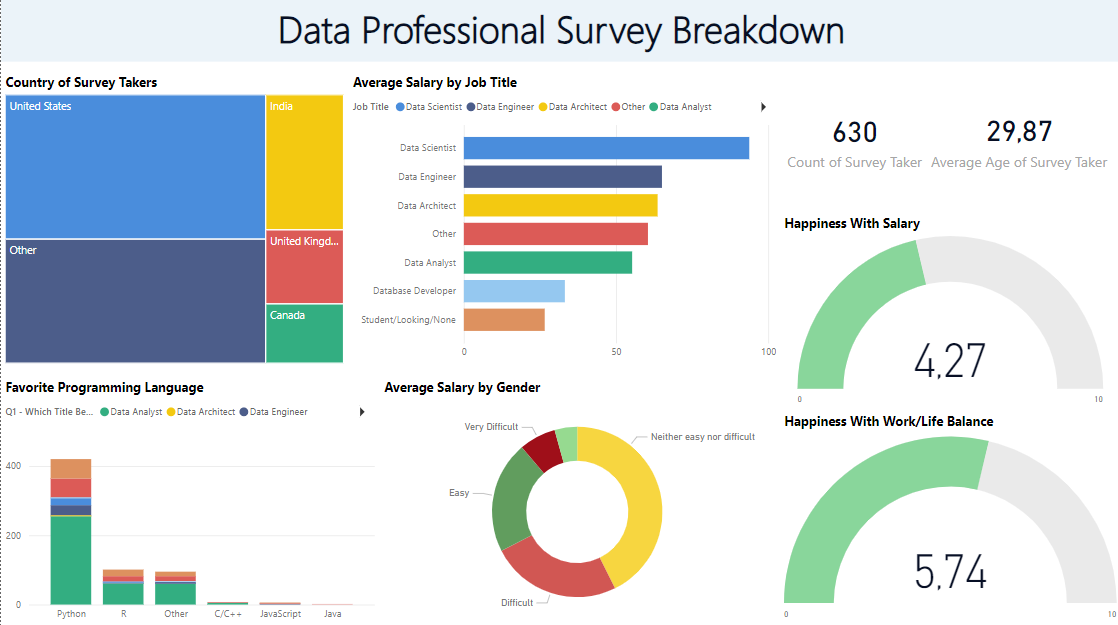 Data Professional Survey Breakdown
Country of Survey Takers
United States
India
Other
United Kingd...
Canada
Average Salary by Job Title
Job Title Data Scientist Data Engineer Data Architect Other Data Analyst
Data Scientist
Data Engineer
Data Architect
Other
Data Analyst
Database Developer
Student/Looking/None
0 50 100
630
Count of Survey Taker
29,87
Average Age of Survey Taker
Happiness With Salary
4,27
0 10
Favorite Programming Language
Q1 - Which Title Be... Data Analyst Data Architect Data Engineer
400
200
0
Python R Other C/C++ JavaScript Java
Average Salary by Gender
Very Difficult
Neither easy nor difficult
Easy
Difficult
Happiness With Work/Life Balance
5,74
0 10